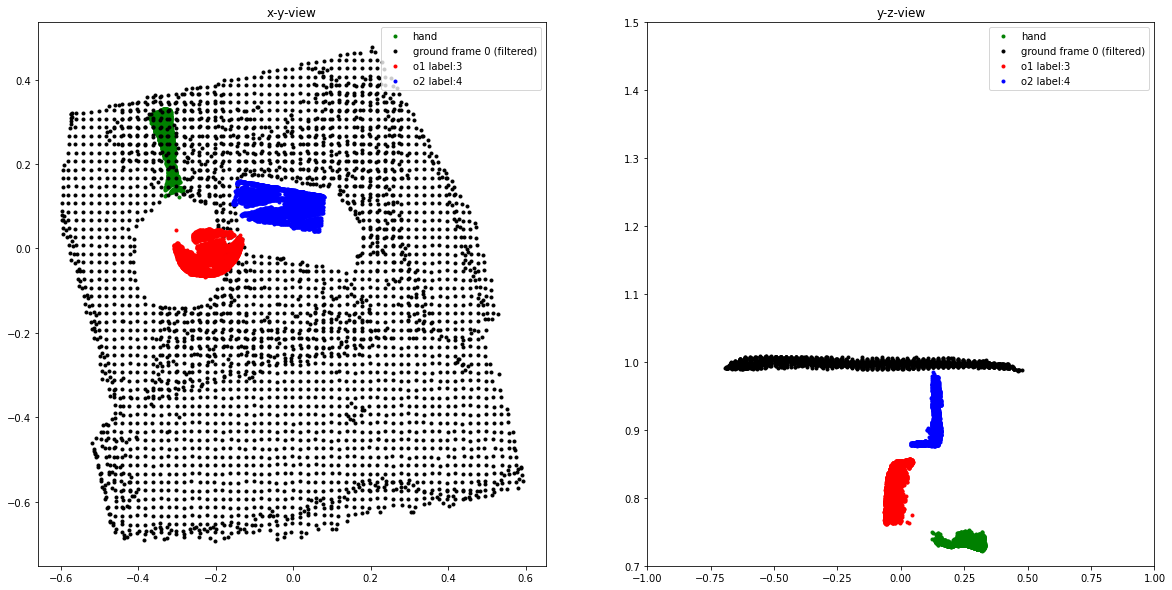 x-y-view
hand
ground frame 0 (filtered)
o1 label:3
o2 label:4
0.4
0.2
0.0
−0.2
−0.4
−0.6
−0.6 −0.4 −0.2 0.0 0.2 0.4 0.6
y-z-view
hand
ground frame 0 (filtered)
o1 label:3
o2 label:4
1.5
1.4
1.3
1.2
1.1
1.0
0.9
0.8
0.7
−1.00 −0.75 −0.50 −0.25 0.00 0.25 0.50 0.75 1.00